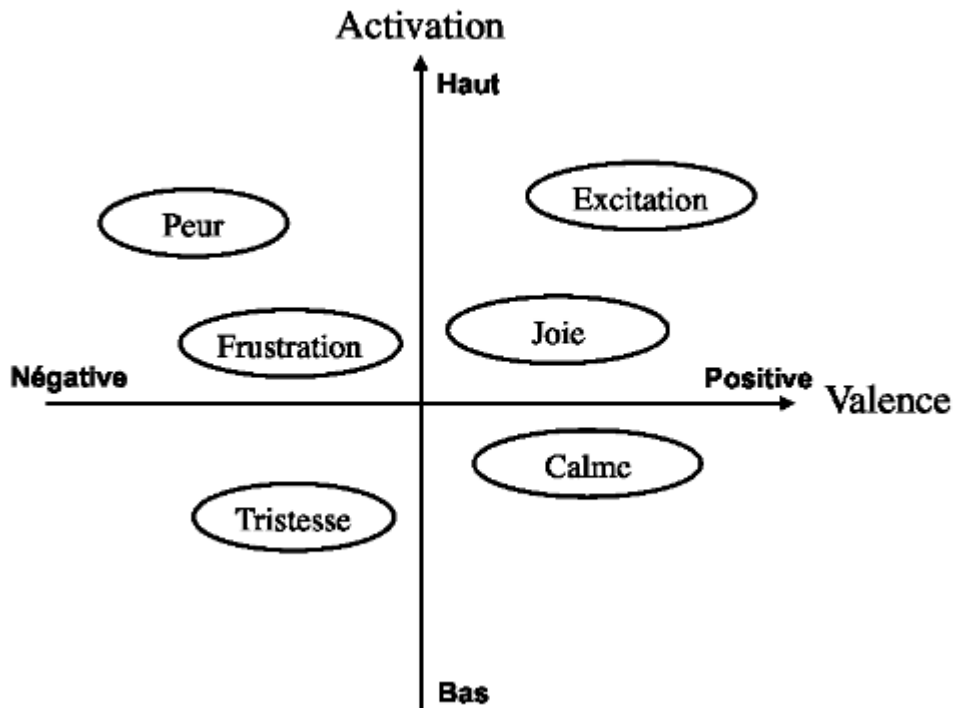 Activation
Haut
Excitation
Peur
Joie
Frustration
Négative
Positive
Valence
Calme
Tristesse
Bas